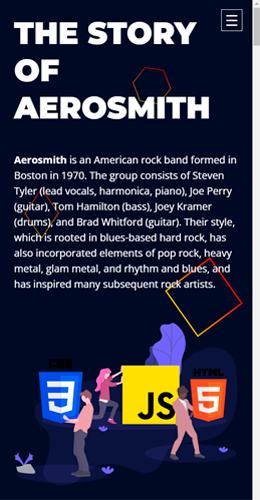 THE STORY
OF
AEROSMITH
Aerosmith is an American rock band formed in
Boston in 1970. The group consists of Steven
Tyler (lead vocals, harmonica, piano), Joe Perry
(guitar), Tom Hamilton (bass), Joey Kramer
(drums), and Brad Whitford (guitar). Their style,
which is rooted in blues-based hard rock, has
also incorporated elements of pop rock, heavy
metal, glam metal, and rhythm and blues, and
has inspired many subsequent rock artists.
CSS
3
JS
HTML
5